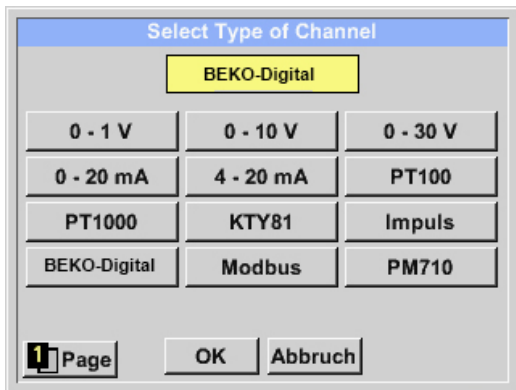 Select Type of Channel
BEKO-Digital
0 - 1 V 0 - 10 V 0 - 30 V
0 - 20 mA 4 - 20 mA PT100
PT1000 KTY81 Impuls
BEKO-Digital Modbus PM710
1 Page OK Abbruch